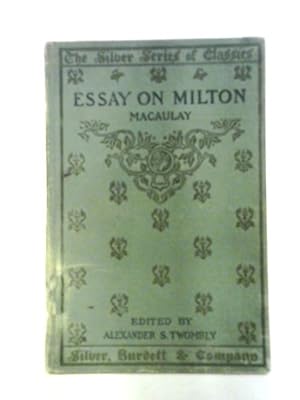 The Silver Series of Classics
ESSAY ON MILTON
MACAULAY
EDITED BY
ALEXANDER S. TWOMBLY
Silver, Burdett & Company